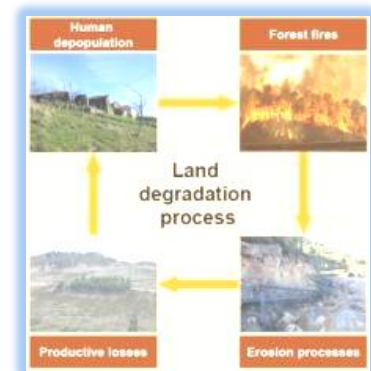 Human
depopulation
Forest fires
Land
degradation
process
Productive losses
Erosion processes